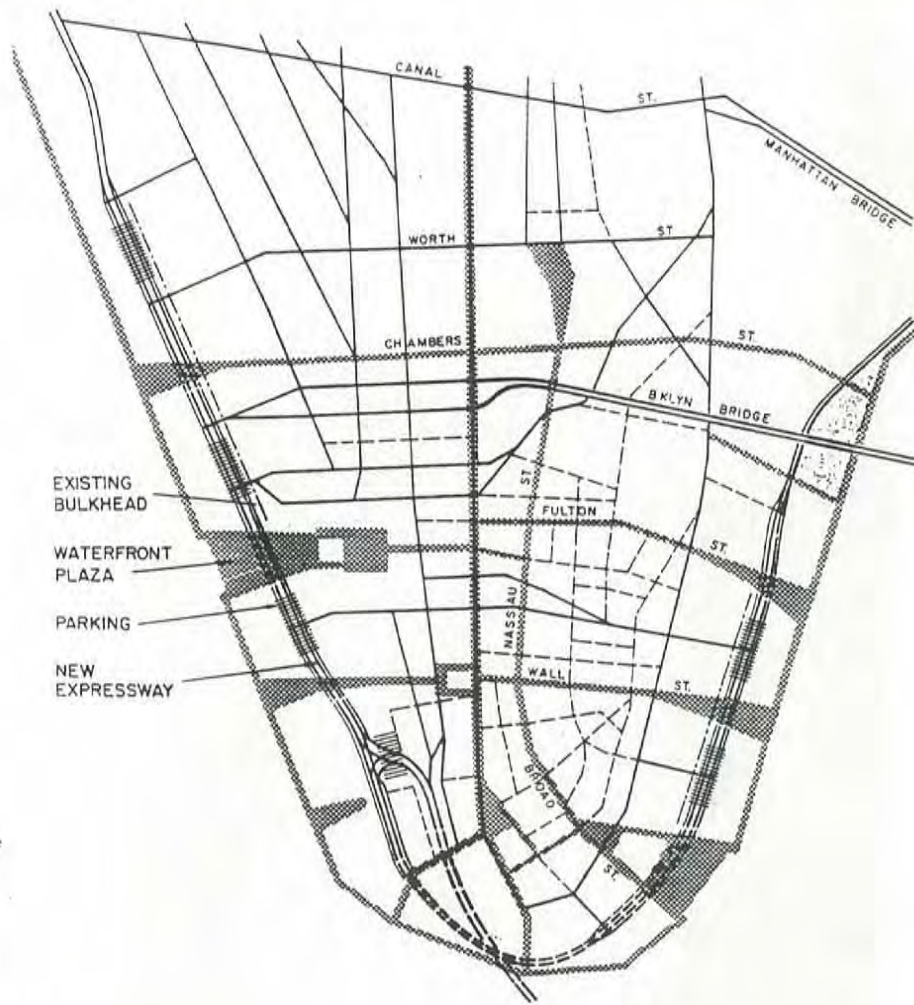 CANAL ST.
MANHATTAN BRIDGE
WORTH ST
CHAMBERS ST.
BKLYN BRIDGE
EXISTING
BULKHEAD
ST.
FULTON ST.
WATERFRONT
PLAZA
NASSAU
PARKING
NEW
EXPRESSWAY
WALL ST.
BROAD ST.